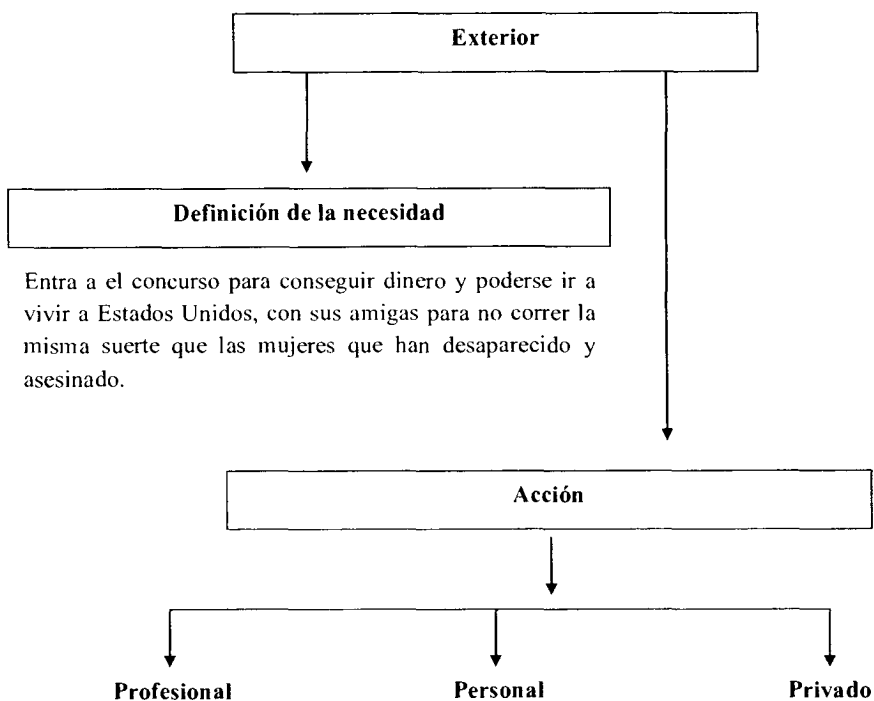 Exterior
Definición de la necesidad
Entra a el concurso para conseguir dinero y poderse ir a
vivir a Estados Unidos, con sus amigas para no correr la
misma suerte que las mujeres que han desaparecido y
asesinado.
Acción
Profesional Personal Privado